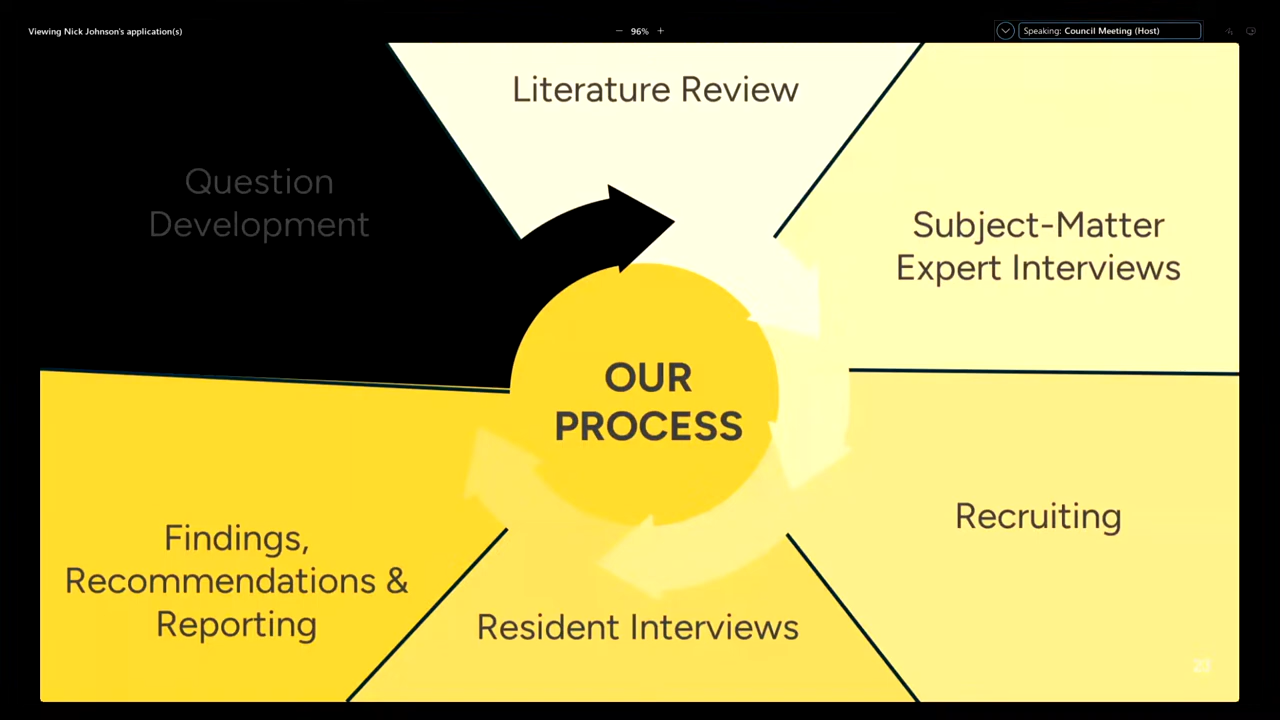 Viewing Nick Johnson's application(s)
96%
Speaking: Council Meeting (Host)
Literature Review
Question
Development
Subject-Matter
Expert Interviews
OUR
PROCESS
Recruiting
Findings,
Recommendations &
Reporting
Resident Interviews